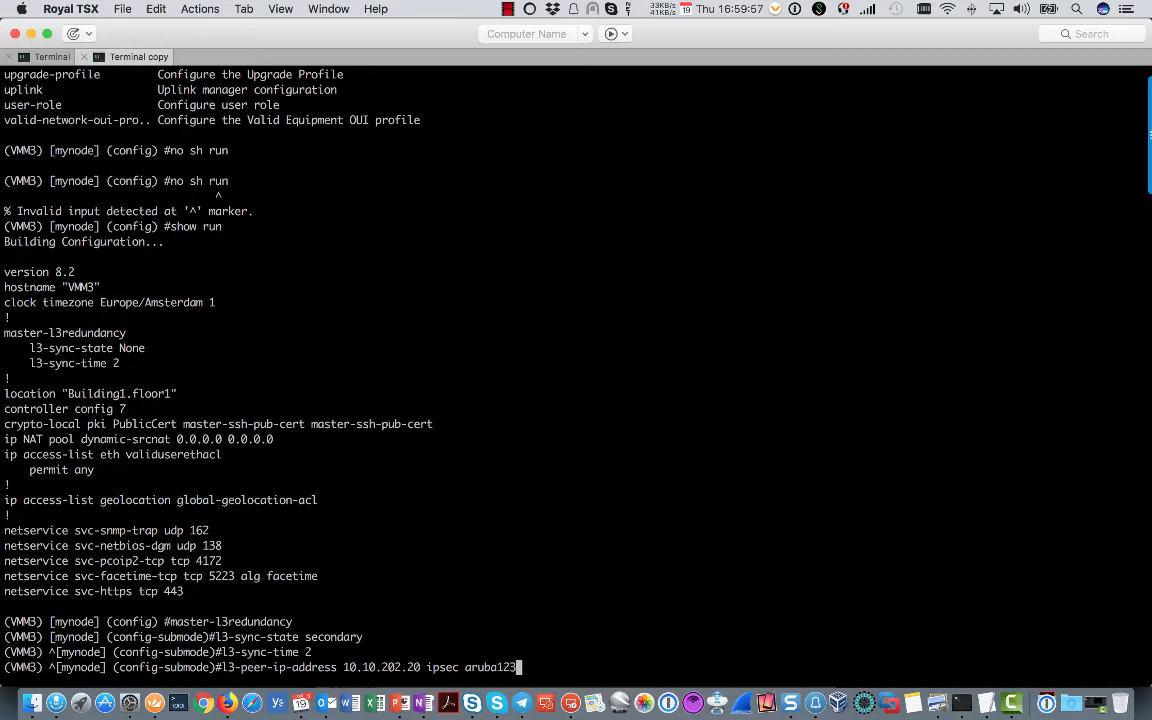 Royal TSX File Edit Actions Tab View Window Help 33KB/s 41KB/s 19 Thu 16:59:57
Computer Name Search
Terminal Terminal copy
upgrade-profile Configure the Upgrade Profile
uplink Uplink manager configuration
user-role Configure user role
valid-network-oui-pro.. Configure the Valid Equipment OUI profile
(VMM3) [mynode] (config) #no sh run
(VMM3) [mynode] (config) #no sh run
^
% Invalid input detected at '^' marker.
(VMM3) [mynode] (config) #show run
Building Configuration...
version 8.2
hostname "VMM3"
clock timezone Europe/Amsterdam 1
!
master-l3redundancy
l3-sync-state None
l3-sync-time 2
!
location "Building1.floor1"
controller config 7
crypto-local pki PublicCert master-ssh-pub-cert master-ssh-pub-cert
ip NAT pool dynamic-srcnat 0.0.0.0 0.0.0.0
ip access-list eth validuserethacl
permit any
!
ip access-list geolocation global-geolocation-acl
!
netservice svc-snmp-trap udp 162
netservice svc-netbios-dgm udp 138
netservice svc-pcoip2-tcp tcp 4172
netservice svc-facetime-tcp tcp 5223 alg facetime
netservice svc-https tcp 443
(VMM3) [mynode] (config) #master-l3redundancy
(VMM3) [mynode] (config-submode)#l3-sync-state secondary
(VMM3) ^[mynode] (config-submode)#l3-sync-time 2
(VMM3) ^[mynode] (config-submode)#l3-peer-ip-address 10.10.202.20 ipsec aruba123